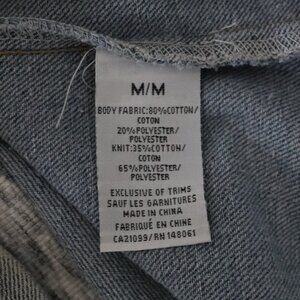 M/M
BODY FABRIC:80%COTTON/
COTON
20%POLYESTER/
POLYESTER
KNIT:35%COTTON/
COTON
65%POLYESTER/
POLYESTER
EXCLUSIVE OF TRIMS
SAUF LES GARNITURES
MADE IN CHINA
FABRIQUÉ EN CHINE
CA21099/RN 148061